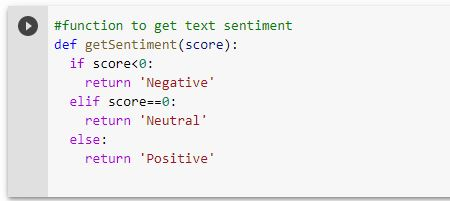 #function to get text sentiment
def getSentiment(score):
  if score<0:
    return 'Negative'
  elif score==0:
    return 'Neutral'
  else:
    return 'Positive'